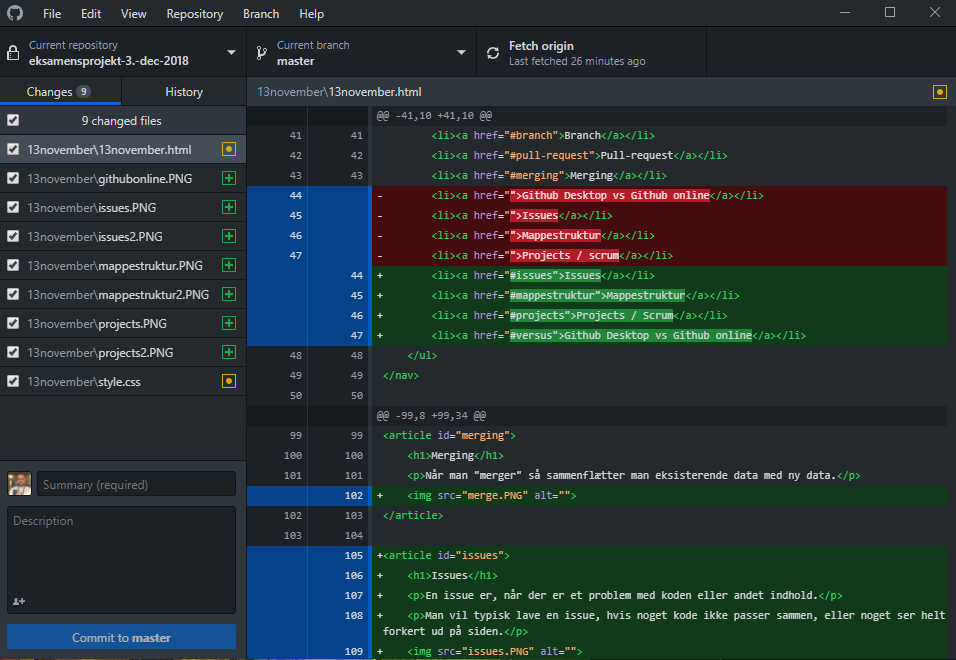 File Edit View Repository Branch Help
Current repository
eksamensprojekt-3.-dec-2018
Current branch
master
Fetch origin
Last fetched 26 minutes ago
Changes 9 History
13november\13november.html
9 changed files
13november\13november.html
13november\githubonline.PNG
13november\issues.PNG
13november\issues2.PNG
13november\mappestruktur.PNG
13november\mappestruktur2.PNG
13november\projects.PNG
13november\projects2.PNG
13november\style.css
Summary (required)
Description
Commit to master
@@ -41,10 +41,10 @@
41 41 <li><a href="#branch">Branch</a></li>
42 42 <li><a href="#pull-request">Pull-request</a></li>
43 43 <li><a href="#merging">Merging</a></li>
44 - <li><a href="">Github Desktop vs Github online</a></li>
45 - <li><a href="">Issues</a></li>
46 - <li><a href="">Mappestruktur</a></li>
47 - <li><a href="">Projects / scrum</a></li>
44 + <li><a href="#issues">Issues</a></li>
45 + <li><a href="#mappestruktur">Mappestruktur</a></li>
46 + <li><a href="#projects">Projects / Scrum</a></li>
47 + <li><a href="#versus">Github Desktop vs Github online</a></li>
48 48 </ul>
49 49 </nav>
50 50
@@ -99,8 +99,34 @@
99 99 <article id="merging">
100 100 <h1>Merging</h1>
101 101 <p>Når man "merger" så sammenflætter man eksisterende data med ny data.</p>
102 + <img src="merge.PNG" alt="">
102 103 </article>
103 104
105 +<article id="issues">
106 + <h1>Issues</h1>
107 + <p>En issue er, når der er et problem med koden eller andet indhold.</p>
108 + <p>Man vil typisk lave en issue, hvis noget kode ikke passer sammen, eller noget ser helt
forkert ud på siden.</p>
109 + <img src="issues.PNG" alt="">